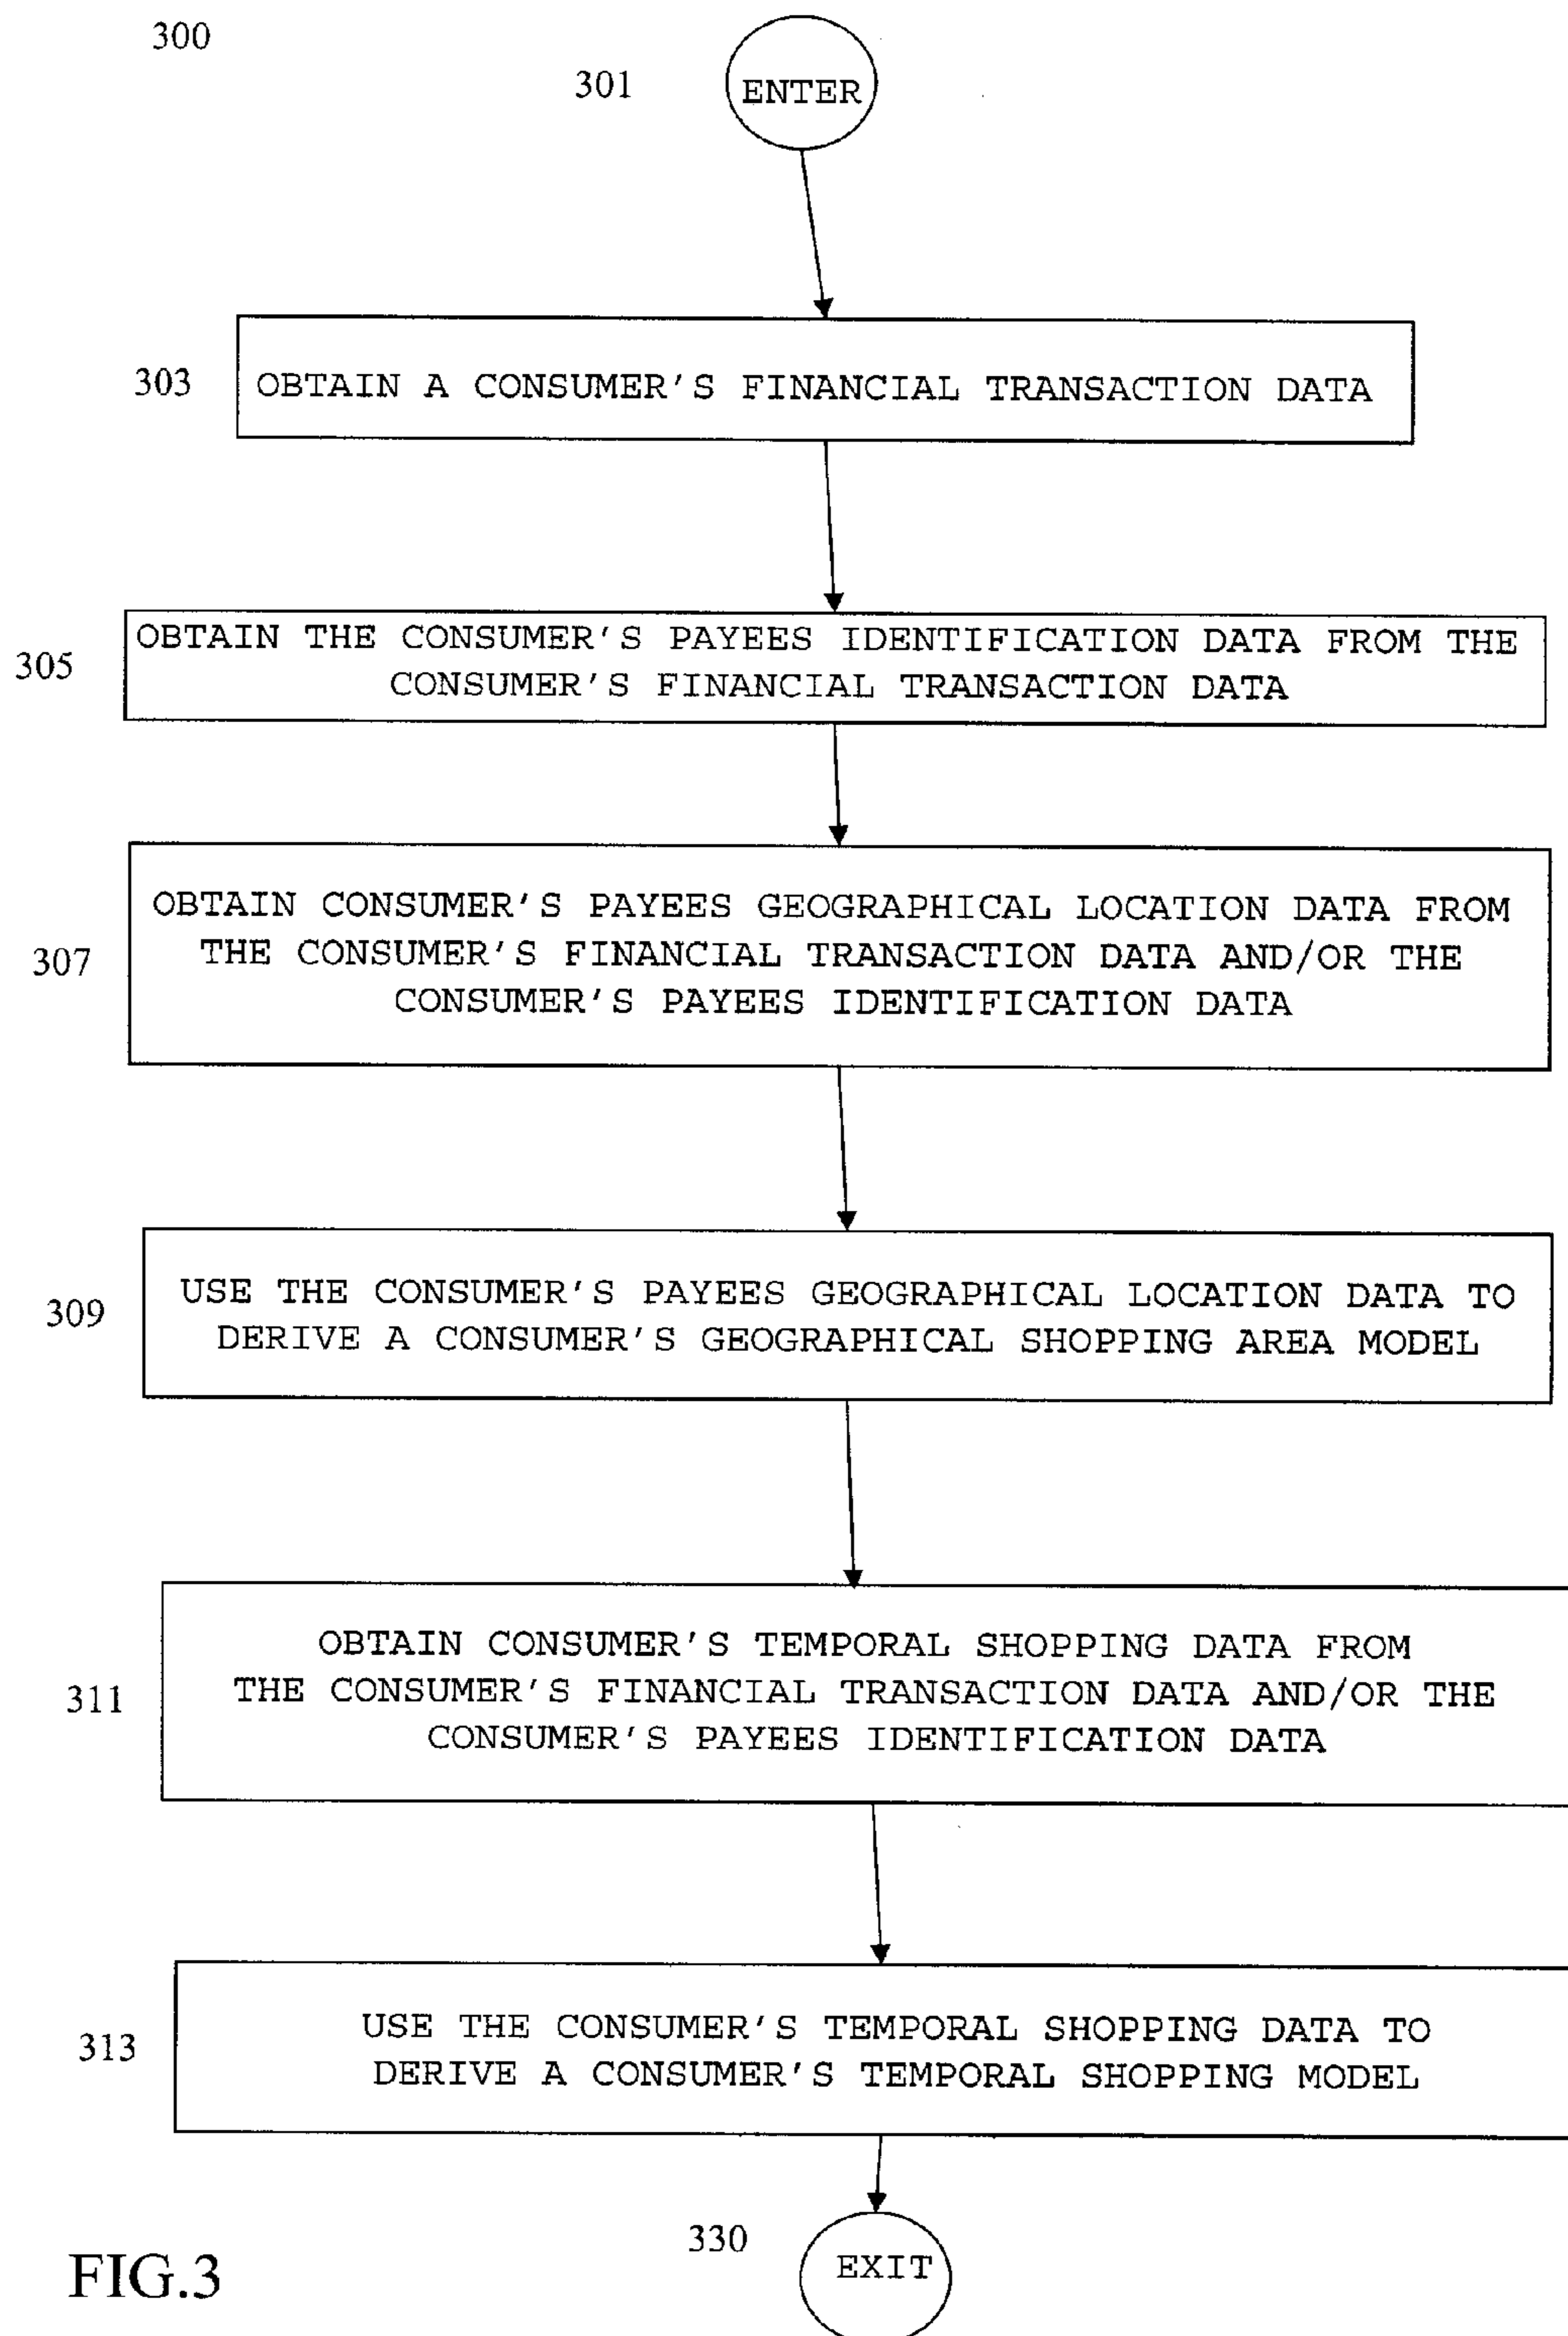 300
301
ENTER
303
OBTAIN A CONSUMER'S FINANCIAL TRANSACTION DATA
305
OBTAIN THE CONSUMER'S PAYEES IDENTIFICATION DATA FROM THE
CONSUMER'S FINANCIAL TRANSACTION DATA
307
OBTAIN CONSUMER'S PAYEES GEOGRAPHICAL LOCATION DATA FROM
THE CONSUMER'S FINANCIAL TRANSACTION DATA AND/OR THE
CONSUMER'S PAYEES IDENTIFICATION DATA
309
USE THE CONSUMER'S PAYEES GEOGRAPHICAL LOCATION DATA TO
DERIVE A CONSUMER'S GEOGRAPHICAL SHOPPING AREA MODEL
311
OBTAIN CONSUMER'S TEMPORAL SHOPPING DATA FROM
THE CONSUMER'S FINANCIAL TRANSACTION DATA AND/OR THE
CONSUMER'S PAYEES IDENTIFICATION DATA
313
USE THE CONSUMER'S TEMPORAL SHOPPING DATA TO
DERIVE A CONSUMER'S TEMPORAL SHOPPING MODEL
330
EXIT
FIG.3